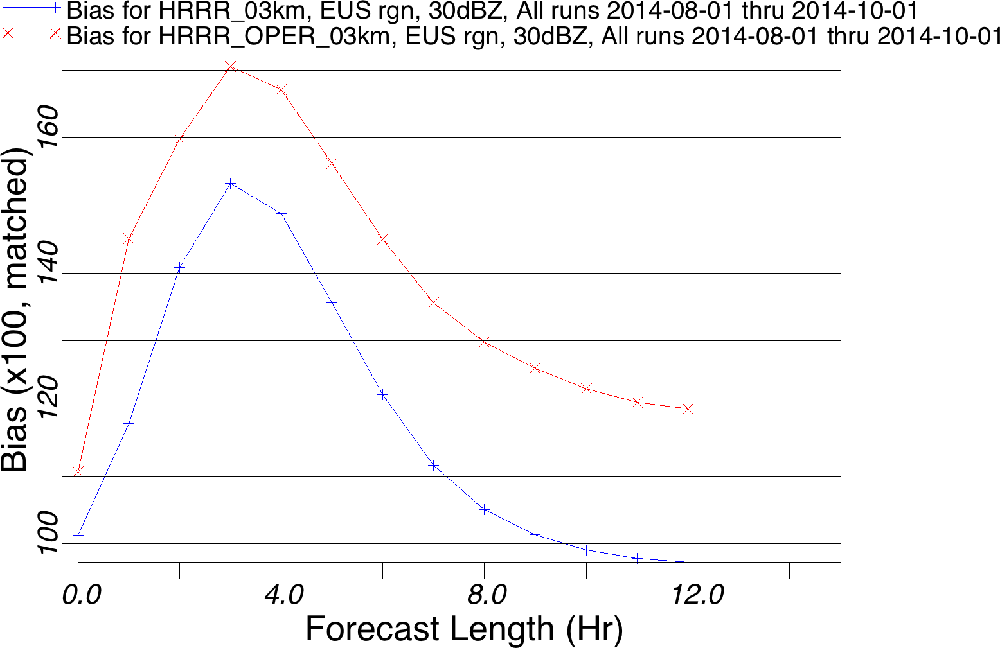 Bias for HRRR_03km, EUS rgn, 30dBZ, All runs 2014-08-01 thru 2014-10-01
Bias for HRRR_OPER_03km, EUS rgn, 30dBZ, All runs 2014-08-01 thru 2014-10-01
Bias (x100, matched)
160
140
120
100
0.0 4.0 8.0 12.0
Forecast Length (Hr)